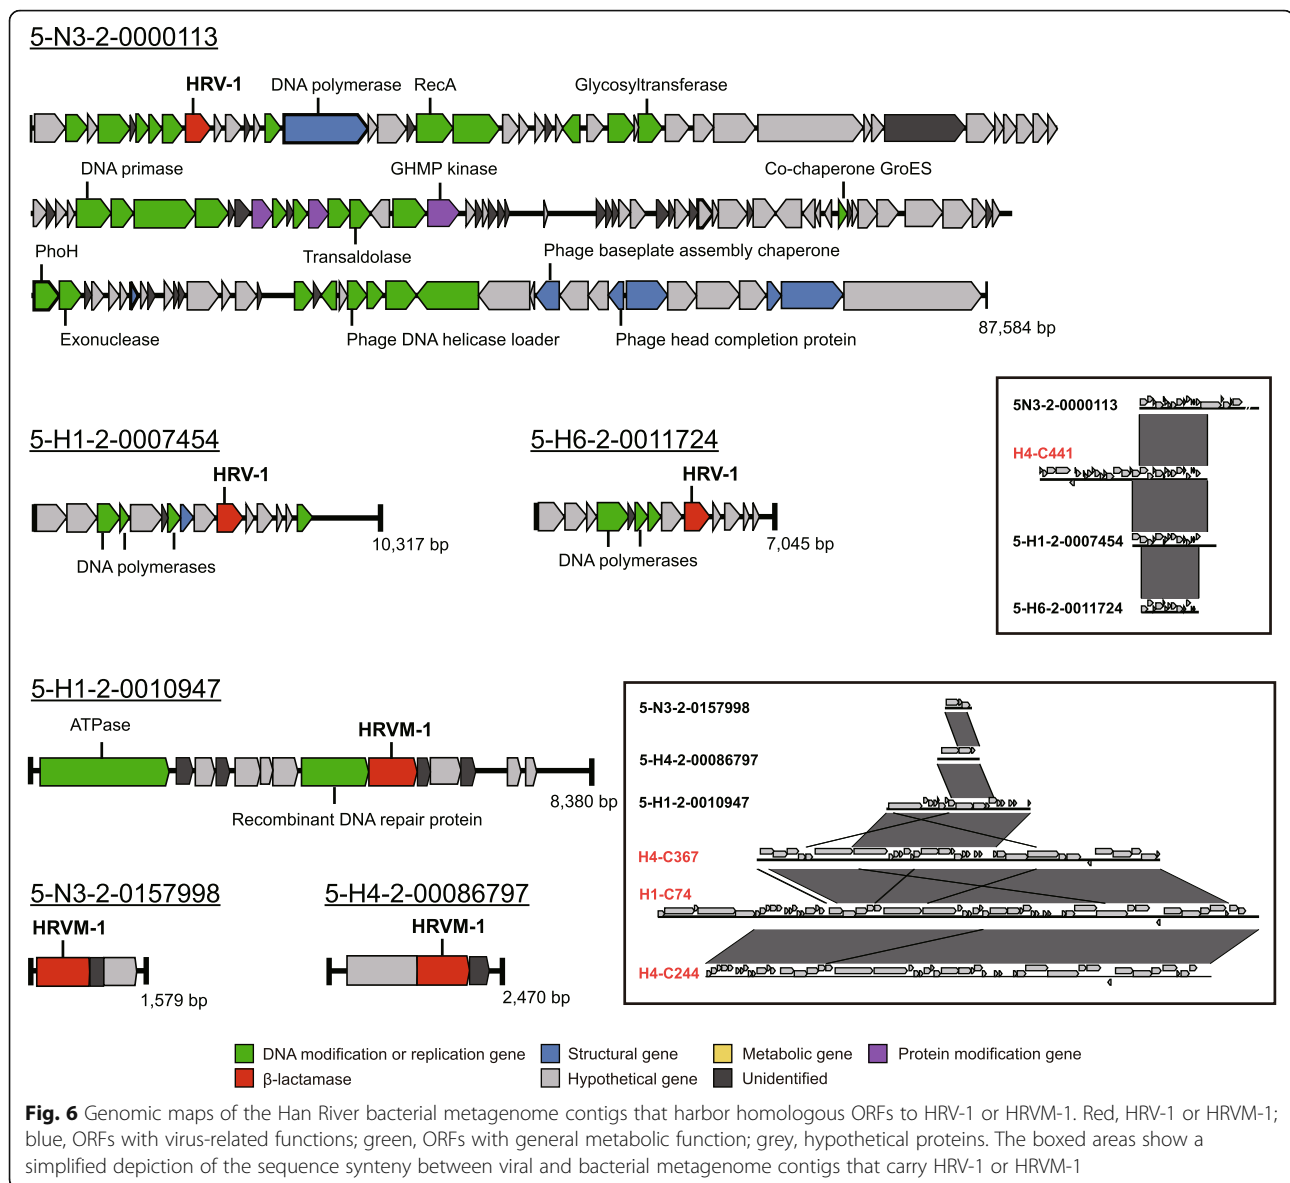 5-N3-2-0000113
HRV-1
DNA polymerase
RecA
Glycosyltransferase
DNA primase
GHMP kinase
Co-chaperone GroES
PhoH
Transaldolase
Phage baseplate assembly chaperone
Exonuclease
Phage DNA helicase loader
Phage head completion protein
87,584 bp
5-H1-2-0007454
HRV-1
DNA polymerases
10,317 bp
5-H6-2-0011724
HRV-1
DNA polymerases
7,045 bp
5N3-2-0000113
H4-C441
5-H1-2-0007454
5-H6-2-0011724
5-H1-2-0010947
ATPase
HRVM-1
Recombinant DNA repair protein
8,380 bp
5-N3-2-0157998
HRVM-1
1,579 bp
5-H4-2-00086797
HRVM-1
2,470 bp
5-N3-2-0157998
5-H4-2-00086797
5-H1-2-0010947
H4-C367
H1-C74
H4-C244
DNA modification or replication gene
Structural gene
Metabolic gene
Protein modification gene
β-lactamase
Hypothetical gene
Unidentified
Fig. 6 Genomic maps of the Han River bacterial metagenome contigs that harbor homologous ORFs to HRV-1 or HRVM-1. Red, HRV-1 or HRVM-1;
blue, ORFs with virus-related functions; green, ORFs with general metabolic function; grey, hypothetical proteins. The boxed areas show a
simplified depiction of the sequence synteny between viral and bacterial metagenome contigs that carry HRV-1 or HRVM-1